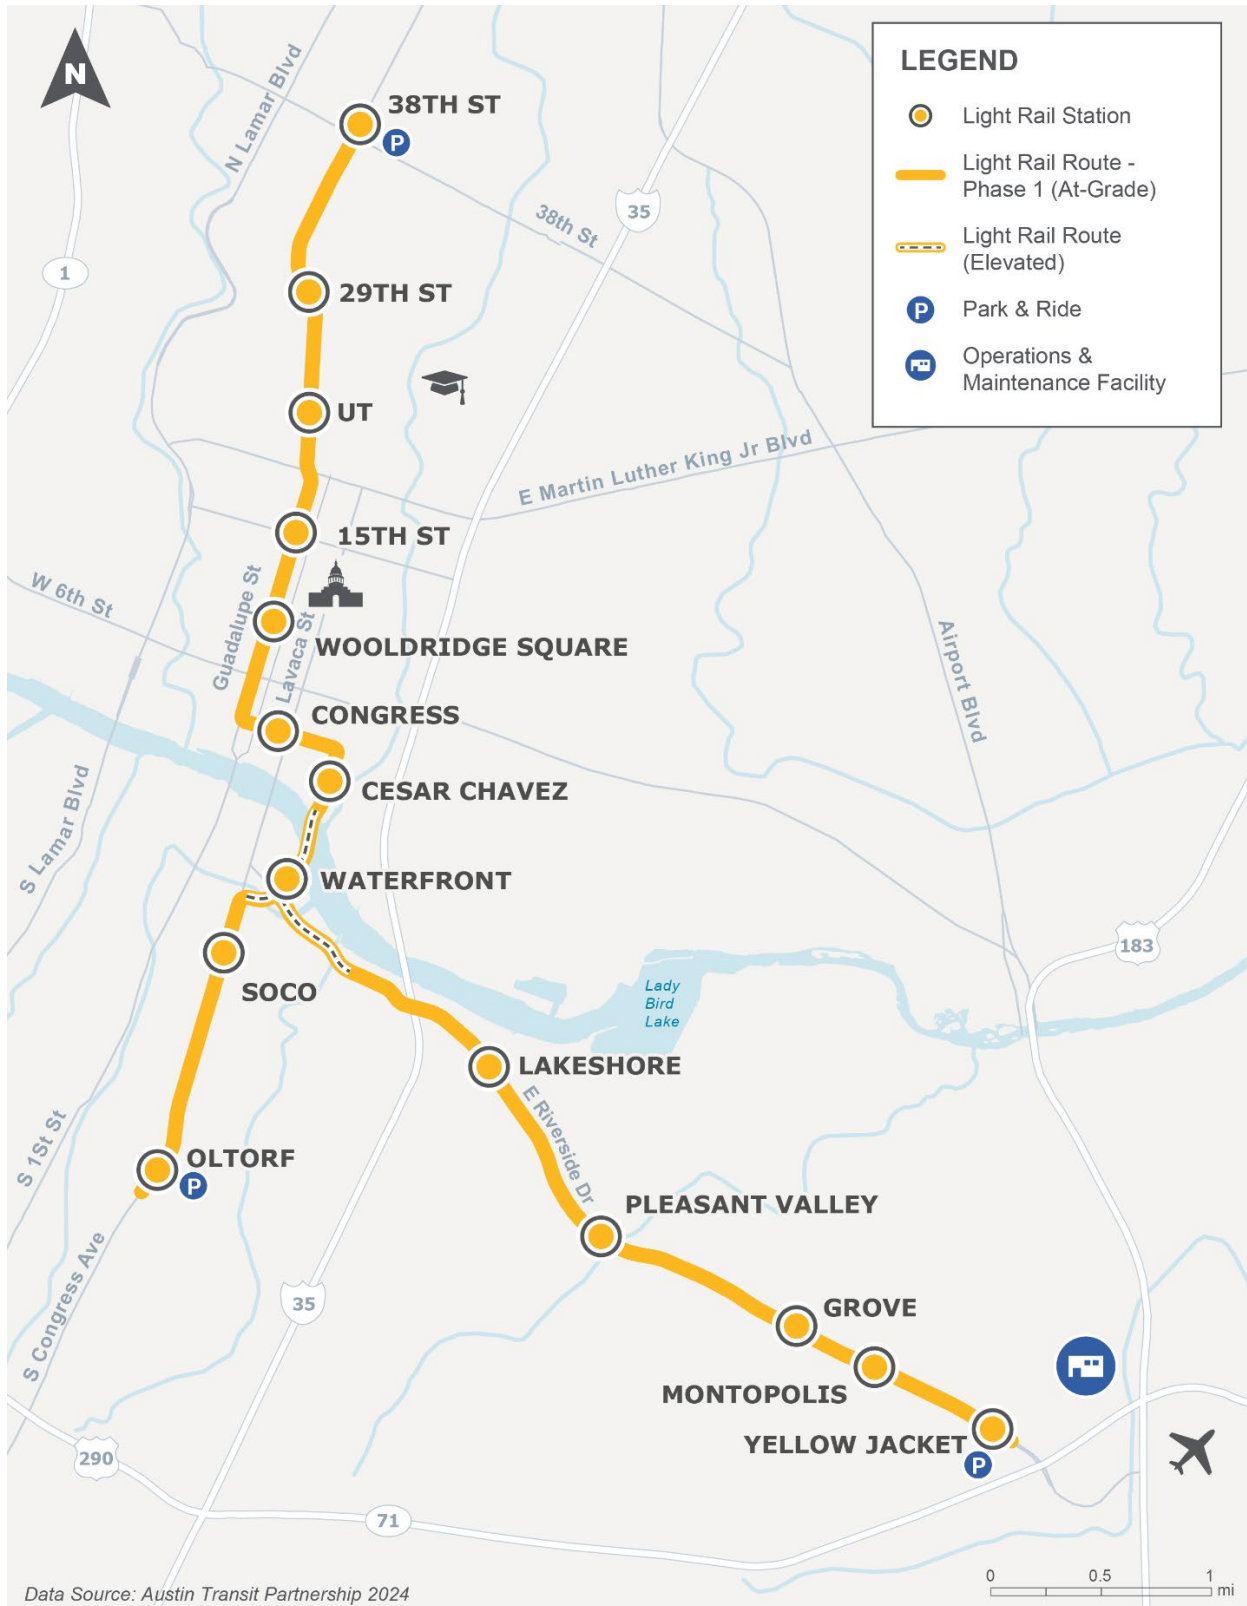 N
LEGEND
Light Rail Station
Light Rail Route -
Phase 1 (At-Grade)
Light Rail Route
(Elevated)
P
Park & Ride
Operations &
Maintenance Facility
N Lamar Blvd
38TH ST
P
38th St
35
1
29TH ST
UT
E Martin Luther King Jr Blvd
15TH ST
W 6th St
Guadalupe St
Lavaca St
WOOLDRIDGE SQUARE
Airport Blvd
CONGRESS
CESAR CHAVEZ
S Lamar Blvd
WATERFRONT
183
SOCO
Lady
Bird
Lake
LAKESHORE
E Riverside Dr
S 1St St
OLTORF
P
PLEASANT VALLEY
S Congress Ave
35
GROVE
MONTOPOLIS
YELLOW JACKET
P
290
71
Data Source: Austin Transit Partnership 2024
0 0.5 1
mi